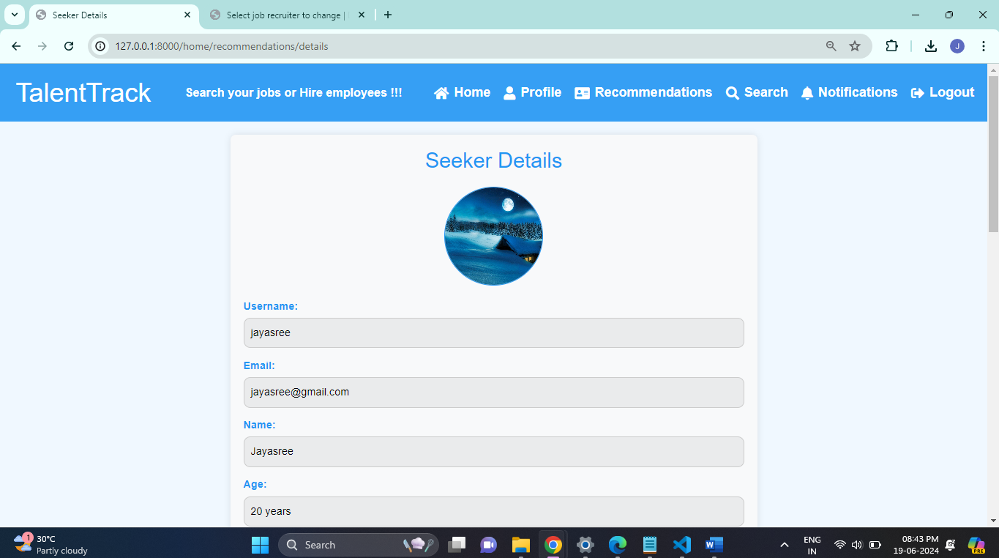 Seeker Details
Select job recruiter to change |
127.0.0.1:8000/home/recommendations/details
J
TalentTrack
Search your jobs or Hire employees !!!
Home
Profile
Recommendations
Search
Notifications
Logout
Seeker Details
Username:
jayasree
Email:
jayasree@gmail.com
Name:
Jayasree
Age:
20 years
1
30°C
Partly cloudy
Search
W
PRE
ENG
IN
08:43 PM
19-06-2024